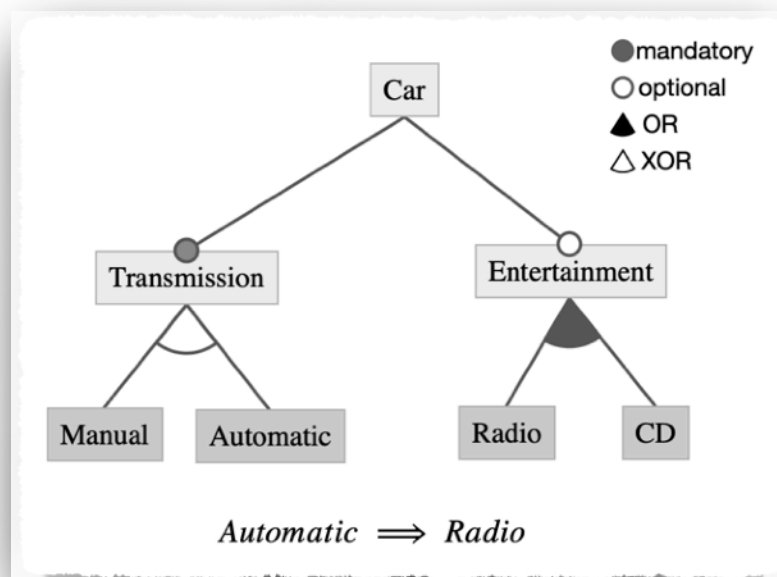 mandatory
optional
OR
XOR
Car
Transmission
Entertainment
Manual
Automatic
Radio
CD
Automatic ⟹ Radio